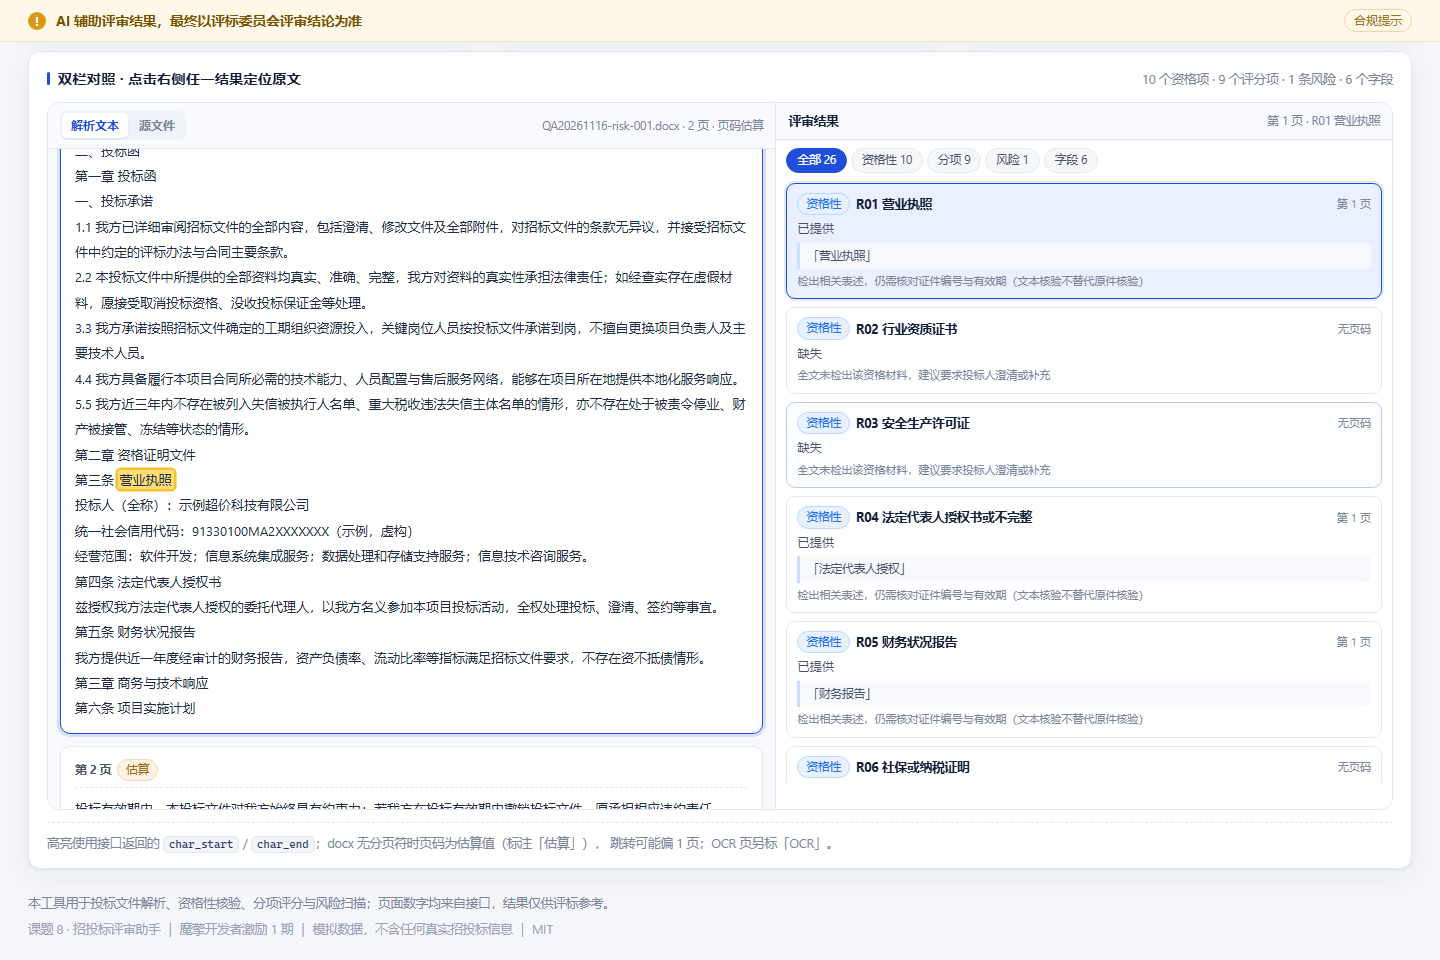 AI 辅助评审结果，最终以评标委员会评审结论为准
合规提示
双栏对照 · 点击右侧任一结果定位原文
10 个资格项 · 9 个评分项 · 1 条风险 · 6 个字段
解析文本
源文件
QA20261116-risk-001.docx · 2 页 · 页码估算
二、投标函
第一章 投标函
一、投标承诺
1.1 我方已详细审阅招标文件的全部内容，包括澄清、修改文件及全部附件，对招标文件的条款无异议，并接受招标文
件中约定的评标办法与合同主要条款。
2.2 本投标文件中所提供的全部资料均真实、准确、完整，我方对资料的真实性承担法律责任；如经查实存在虚假材
料，愿接受取消投标资格、没收投标保证金等处理。
3.3 我方承诺按照招标文件确定的工期组织资源投入，关键岗位人员按投标文件承诺到岗，不擅自更换项目负责人及主
要技术人员。
4.4 我方具备履行本项目合同所必需的技术能力、人员配置与售后服务网络，能够在项目所在地提供本地化服务响应。
5.5 我方近三年内不存在被列入失信被执行人名单、重大税收违法失信主体名单的情形，亦不存在处于被责令停业、财
产被接管、冻结等状态的情形。
第二章 资格证明文件
第三条 营业执照
投标人（全称）：示例超价科技有限公司
统一社会信用代码：91330100MA2XXXXXXX（示例，虚构）
经营范围：软件开发；信息系统集成服务；数据处理和存储支持服务；信息技术咨询服务。
第四条 法定代表人授权书
兹授权我方法定代表人授权的委托代理人，以我方名义参加本项目投标活动，全权处理投标、澄清、签约等事宜。
第五条 财务状况报告
我方提供近一年度经审计的财务报告，资产负债率、流动比率等指标满足招标文件要求，不存在资不抵债情形。
第三章 商务与技术响应
第六条 项目实施计划
第 2 页 估算
投标有效期内，本投标文件对我方始终具有约束力；若我方在投标有效期内撤销投标文件，愿承担相应违约责任
评审结果
第 1 页 · R01 营业执照
全部 26
资格性 10
分项 9
风险 1
字段 6
资格性 R01 营业执照 第 1 页
已提供
「营业执照」
检出相关表述，仍需核对证件编号与有效期（文本核验不替代原件核验）
资格性 R02 行业资质证书 无页码
缺失
全文未检出该资格材料，建议要求投标人澄清或补充
资格性 R03 安全生产许可证 无页码
缺失
全文未检出该资格材料，建议要求投标人澄清或补充
资格性 R04 法定代表人授权书或不完整 第 1 页
已提供
「法定代表人授权」
检出相关表述，仍需核对证件编号与有效期（文本核验不替代原件核验）
资格性 R05 财务状况报告 第 1 页
已提供
「财务报告」
检出相关表述，仍需核对证件编号与有效期（文本核验不替代原件核验）
资格性 R06 社保或纳税证明 无页码
高亮使用接口返回的 char_start / char_end；docx 无分页符时页码为估算值（标注「估算」），跳转可能偏 1 页；OCR 页另标「OCR」。
本工具用于投标文件解析、资格性核验、分项评分与风险扫描；页面数字均来自接口，结果仅供评标参考。
课题 8 · 招投标评审助手 | 魔擎开发者激励 1 期 | 模拟数据，不含任何真实招投标信息 | MIT